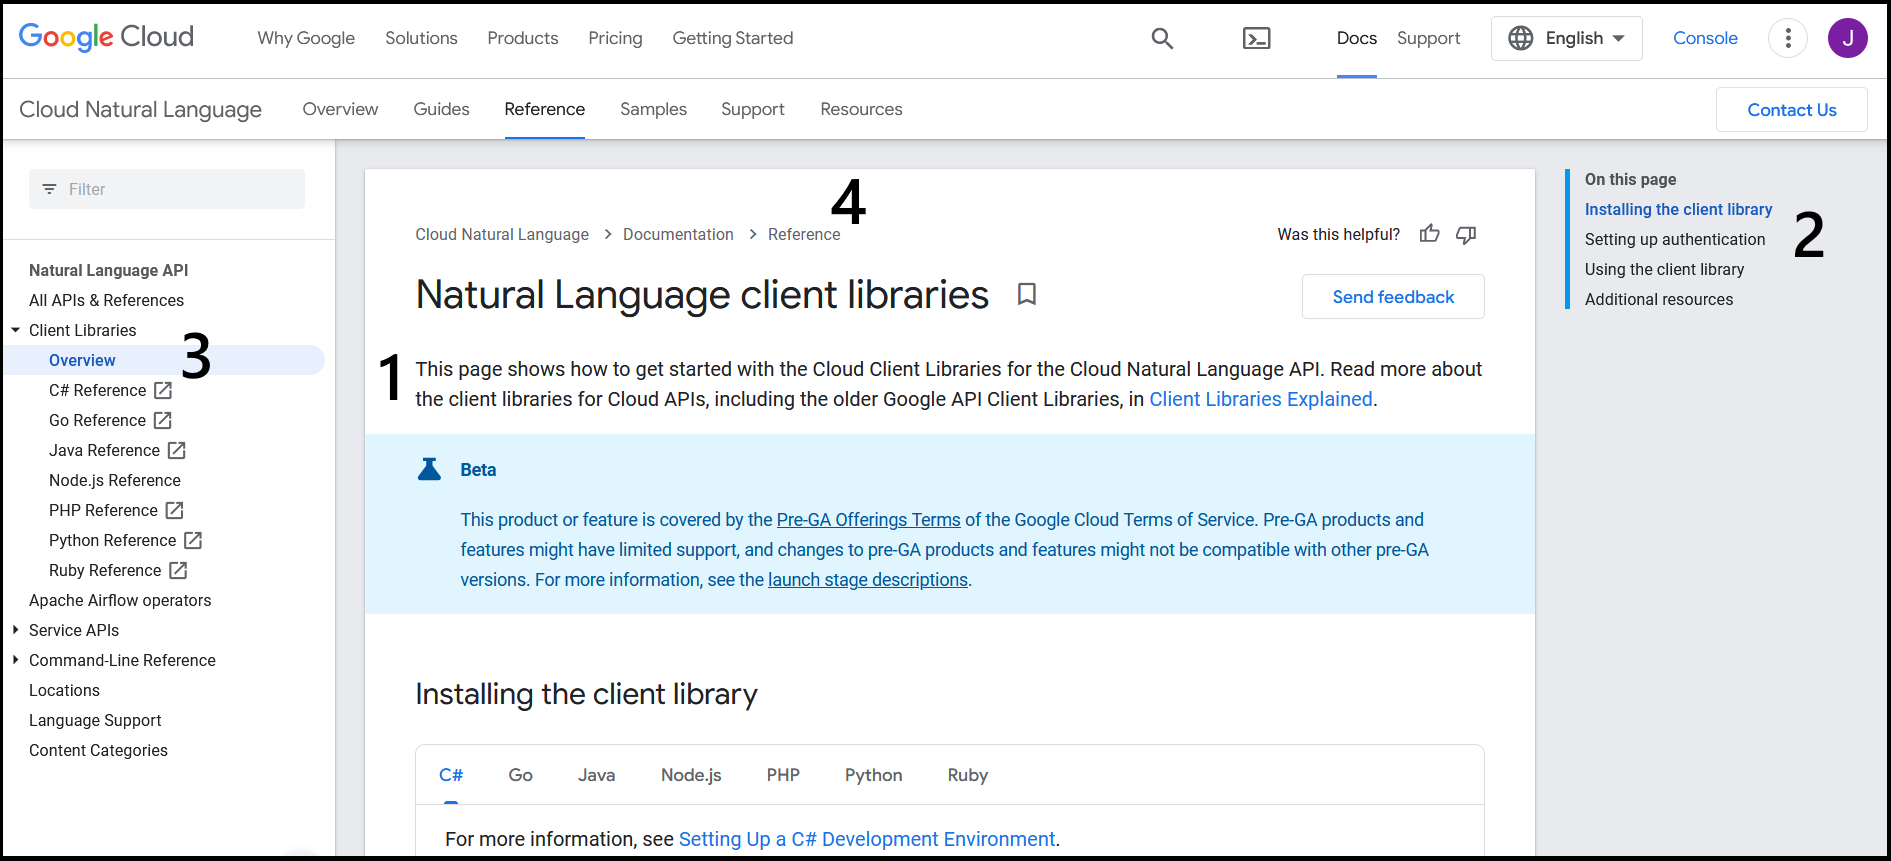 Google Cloud
Why Google
Solutions
Products
Pricing
Getting Started
Docs
Support
English
Console
J
Cloud Natural Language
Overview
Guides
Reference
Samples
Support
Resources
Contact Us
Filter
Natural Language API
All APIs & References
Client Libraries
3
Overview
C# Reference
Go Reference
Java Reference
Node.js Reference
PHP Reference
Python Reference
Ruby Reference
Apache Airflow operators
Service APIs
Command-Line Reference
Locations
Language Support
Content Categories
4
Cloud Natural Language > Documentation > Reference
Was this helpful?
Natural Language client libraries
Send feedback
1
This page shows how to get started with the Cloud Client Libraries for the Cloud Natural Language API. Read more about
the client libraries for Cloud APIs, including the older Google API Client Libraries, in Client Libraries Explained.
Beta
This product or feature is covered by the Pre-GA Offerings Terms of the Google Cloud Terms of Service. Pre-GA products and
features might have limited support, and changes to pre-GA products and features might not be compatible with other pre-GA
versions. For more information, see the launch stage descriptions.
Installing the client library
C#
Go
Java
Node.js
PHP
Python
Ruby
For more information, see Setting Up a C# Development Environment.
On this page
Installing the client library
2
Setting up authentication
Using the client library
Additional resources